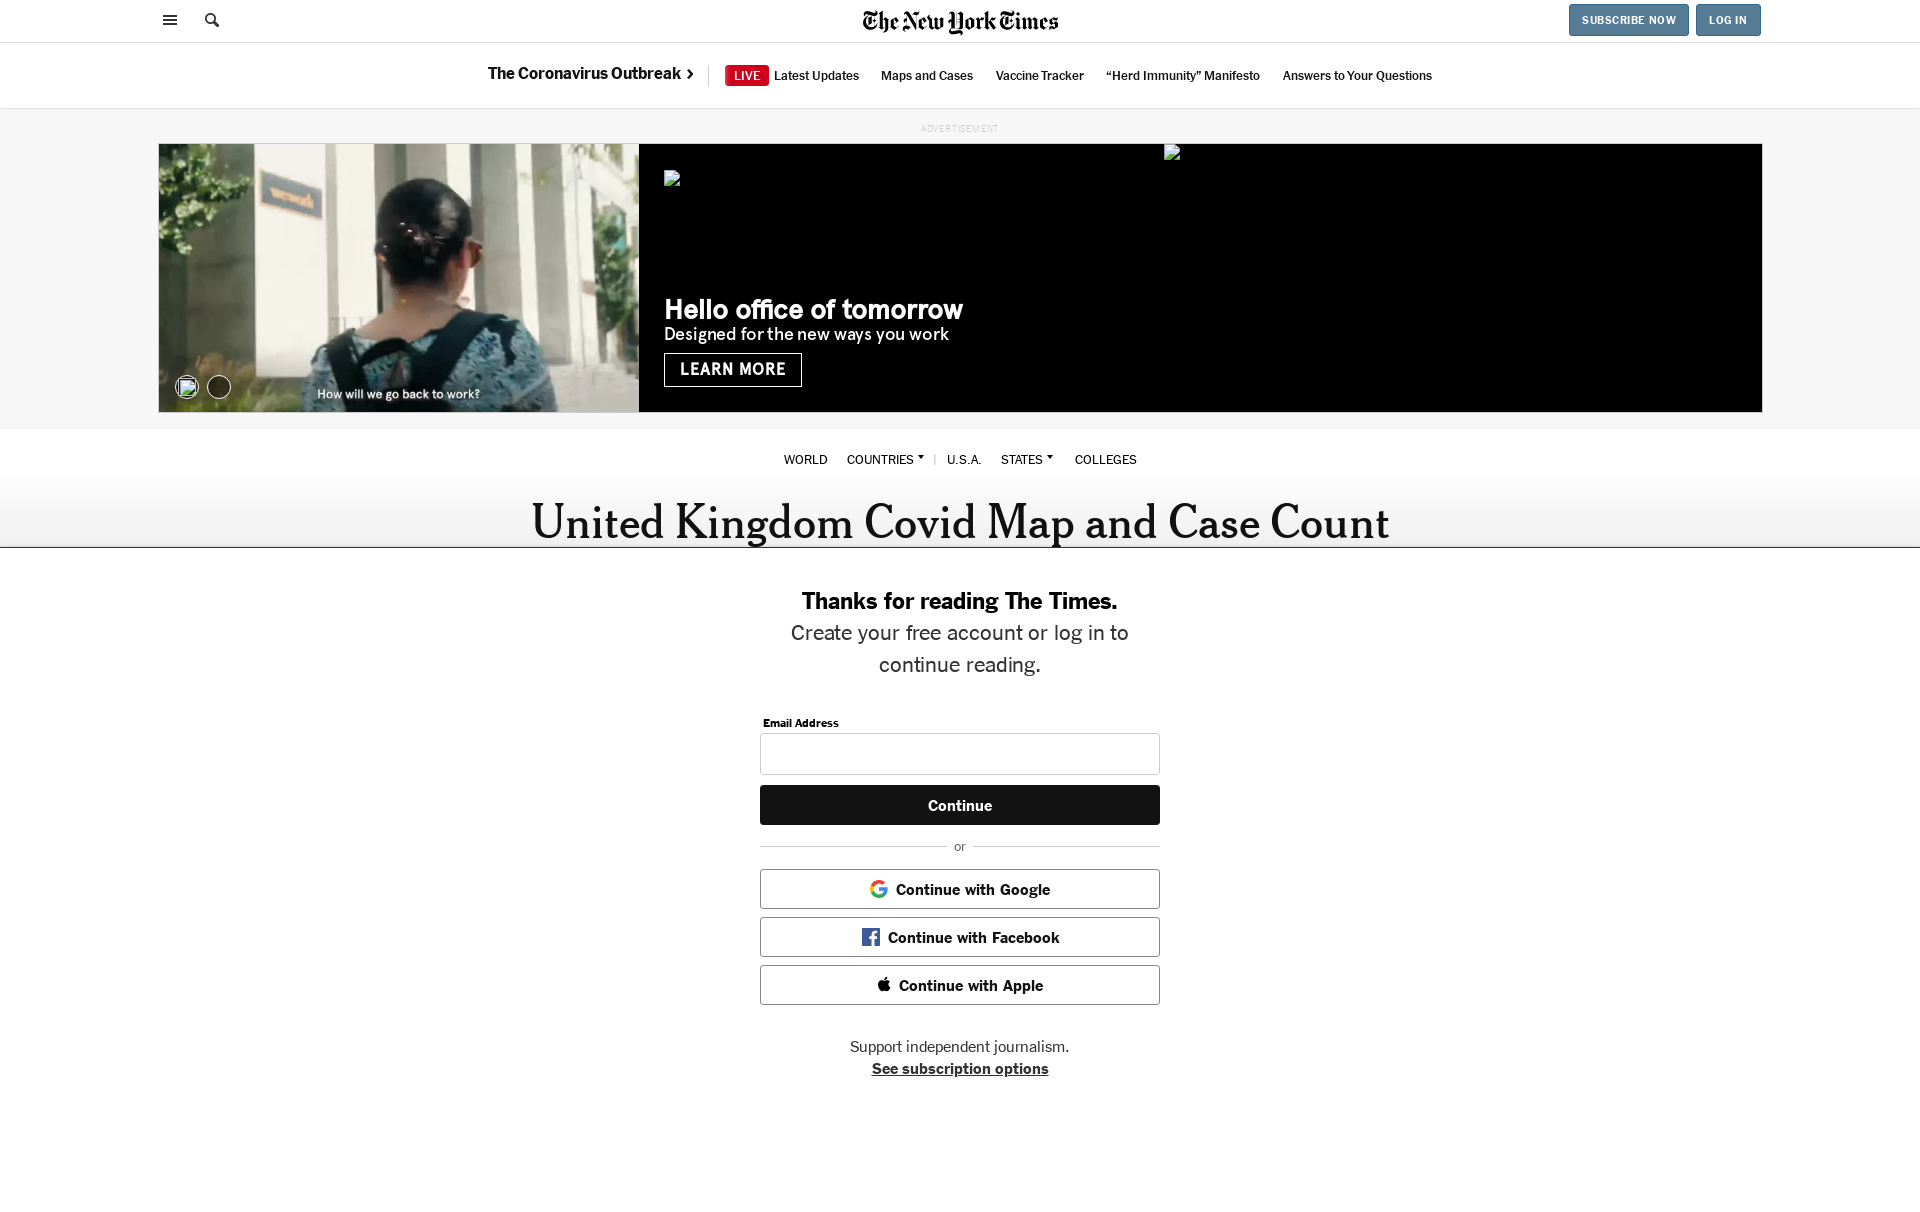 The New York Times
SUBSCRIBE NOW
LOG IN
The Coronavirus Outbreak
LIVE Latest Updates
Maps and Cases
Vaccine Tracker
“Herd Immunity” Manifesto
Answers to Your Questions
ADVERTISEMENT
wework
Hello office of tomorrow
Designed for the new ways you work
LEARN MORE
How will we go back to work?
WORLD
COUNTRIES
U.S.A.
STATES
COLLEGES
United Kingdom Covid Map and Case Count
Thanks for reading The Times.
Create your free account or log in to
continue reading.
Email Address
Continue
or
Continue with Google
Continue with Facebook
Continue with Apple
Support independent journalism.
See subscription options